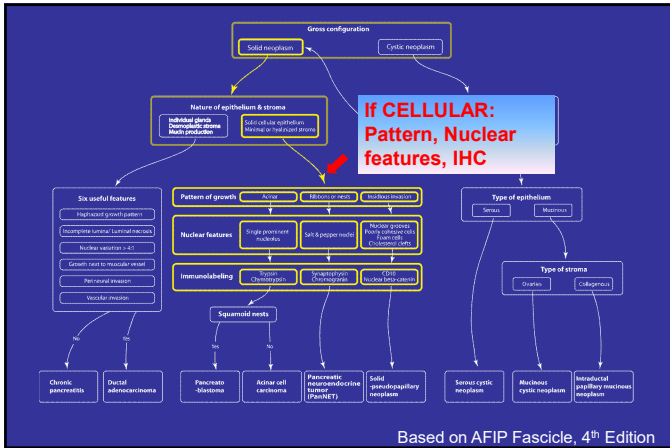 Gross configuration
Solid neoplasm
Cystic neoplasm
Nature of epithelium & stroma
Individual glands
Desmoplastic stroma
Mucin production
Solid cellular epithelium
Minimal or hyalinized stroma
If CELLULAR:
Pattern, Nuclear
features, IHC
Six useful features
Haphazard growth pattern
Incomplete lumina/ Luminal necrosis
Nuclear variation > 4:1
Growth next to muscular vessel
Perineural invasion
Vascular invasion
No
Yes
Chronic
pancreatitis
Ductal
adenocarcinoma
Pattern of growth
Acinar
Ribbons or nests
Insidious invasion
Nuclear features
Single prominent
nucleolus
Salt & pepper nuclei
Nuclear grooves
Poorly cohesive cells
Foam cells
Cholesterol clefts
Immunolabeling
Trypsin
Chymotrypsin
Synaptophysin
Chromogranin
CD10
Nuclear beta-catenin
Squamoid nests
Yes
No
Pancreato
-blastoma
Acinar cell
carcinoma
Pancreatic
neuroendocrine
tumor
(PanNET)
Solid
-pseudopapillary
neoplasm
Type of epithelium
Serous
Mucinous
Type of stroma
Ovarian
Collagenous
Serous cystic
neoplasm
Mucinous
cystic neoplasm
Intraductal
papillary mucinous
neoplasm
Based on AFIP Fascicle, 4th Edition